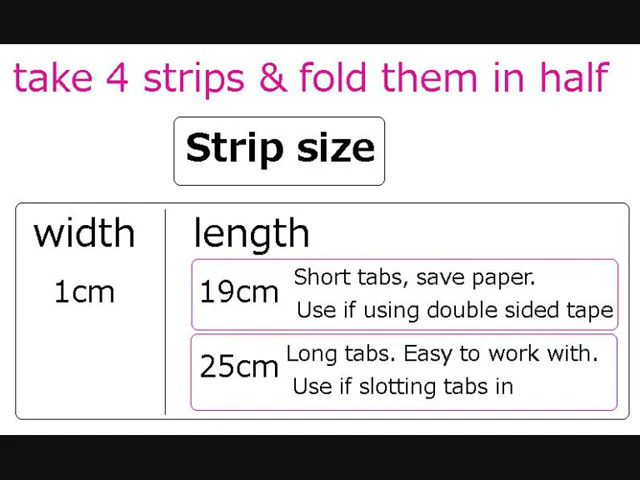 take 4 strips & fold them in half
Strip size
width length
1cm
19cm
Short tabs, save paper.
Use if using double sided tape
25cm
Long tabs. Easy to work with.
Use if slotting tabs in